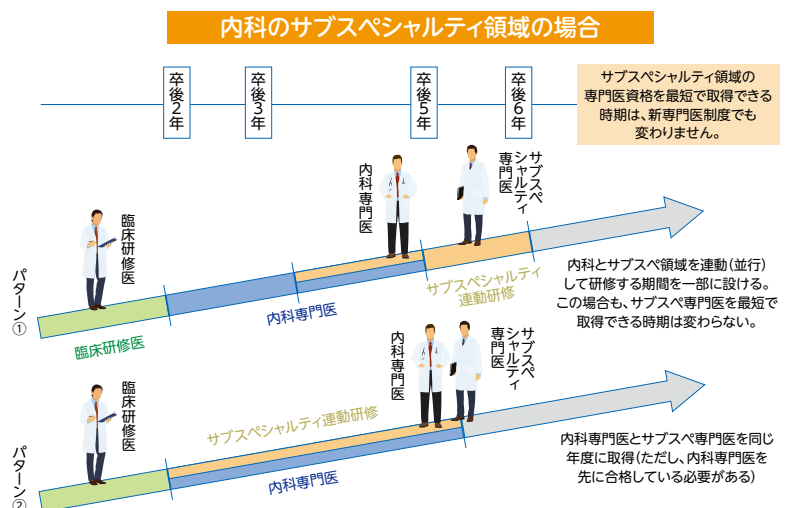 内科のサブスペシャルティ領域の場合
卒後2年
卒後3年
卒後5年
卒後6年
サブスペシャルティ領域の
専門医資格を最短で取得できる
時期は、新専門医制度でも
変わりません。
パターン①
臨床研修医
臨床研修医
内科専門医
内科専門医
サブスペ
シャルティ
専門医
サブスペシャルティ
連動研修
内科とサブスペ領域を連動（並行）
して研修する期間を一部に設ける。
この場合も、サブスペ専門医を最短で
取得できる時期は変わらない。
パターン②
臨床研修医
サブスペシャルティ連動研修
内科専門医
内科専門医
サブスペ
シャルティ
専門医
内科専門医とサブスペ専門医を同じ
年度に取得（ただし、内科専門医を
先に合格している必要がある）